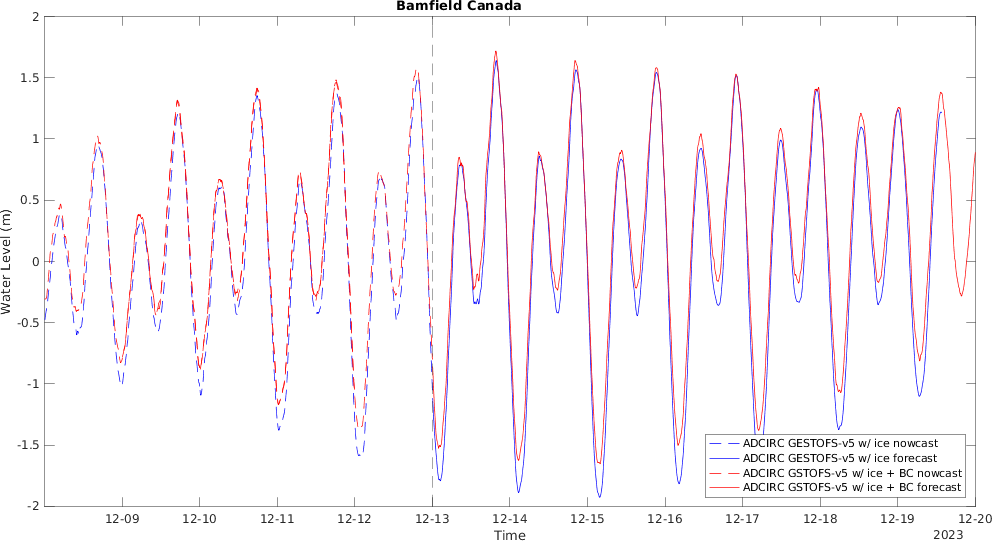 Bamfield Canada
2
1.5
1
0.5
0
-0.5
-1
-1.5
-2
Water Level (m)
12-09 12-10 12-11 12-12 12-13 12-14 12-15 12-16 12-17 12-18 12-19 12-20
Time
2023
ADCIRC GESTOFS-v5 w/ ice nowcast
ADCIRC GESTOFS-v5 w/ ice forecast
ADCIRC GSTOFS-v5 w/ ice + BC nowcast
ADCIRC GSTOFS-v5 w/ ice + BC forecast